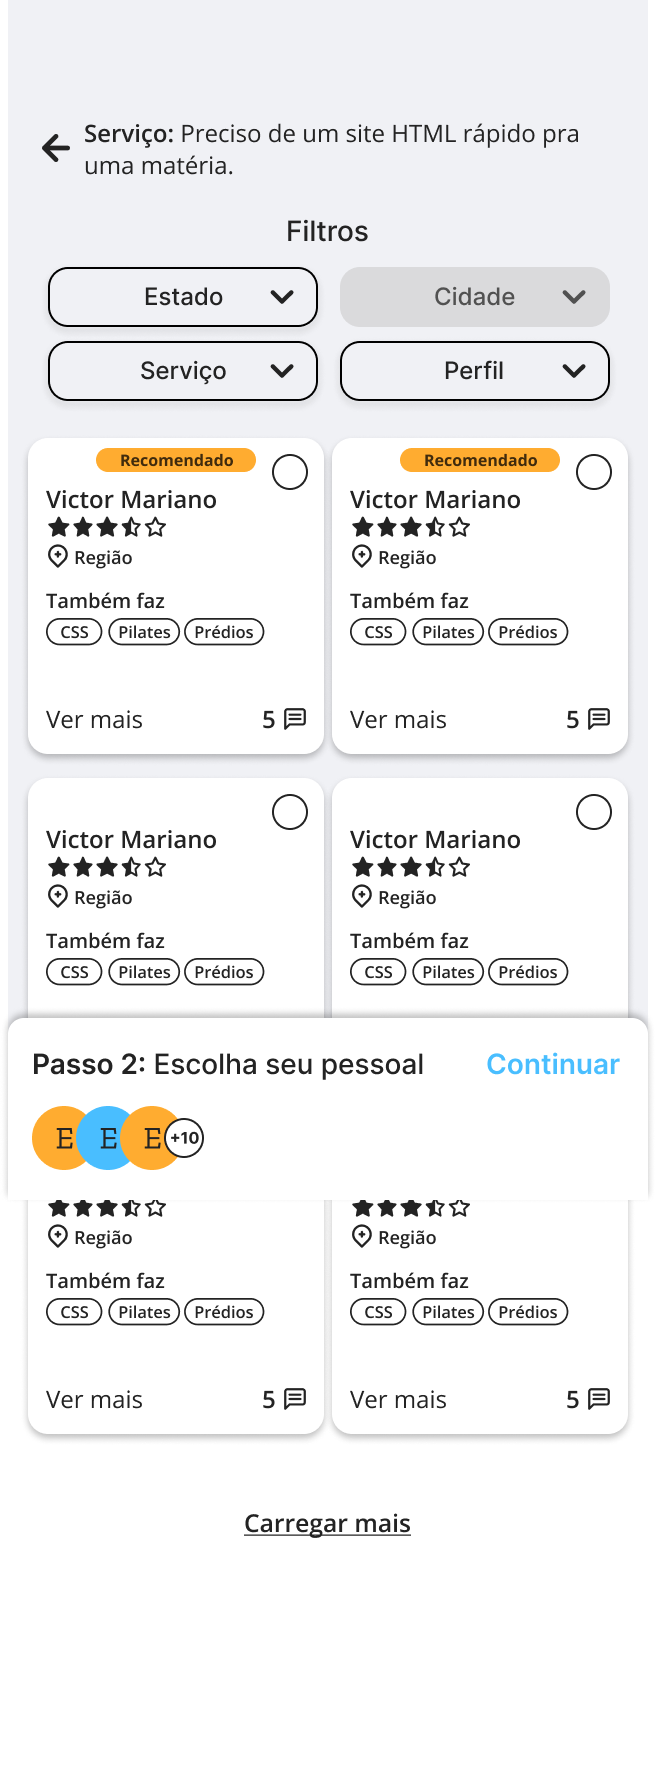 Serviço: Preciso de um site HTML rápido pra
uma matéria.
Filtros
Estado
Cidade
Serviço
Perfil
Recomendado
Victor Mariano
Região
Também faz
CSS Pilates Prédios
Ver mais 5
Recomendado
Victor Mariano
Região
Também faz
CSS Pilates Prédios
Ver mais 5
Victor Mariano
Região
Também faz
CSS Pilates Prédios
Victor Mariano
Região
Também faz
CSS Pilates Prédios
Passo 2: Escolha seu pessoal
Continuar
E E E +10
Região
Também faz
CSS Pilates Prédios
Ver mais 5
Região
Também faz
CSS Pilates Prédios
Ver mais 5
Carregar mais